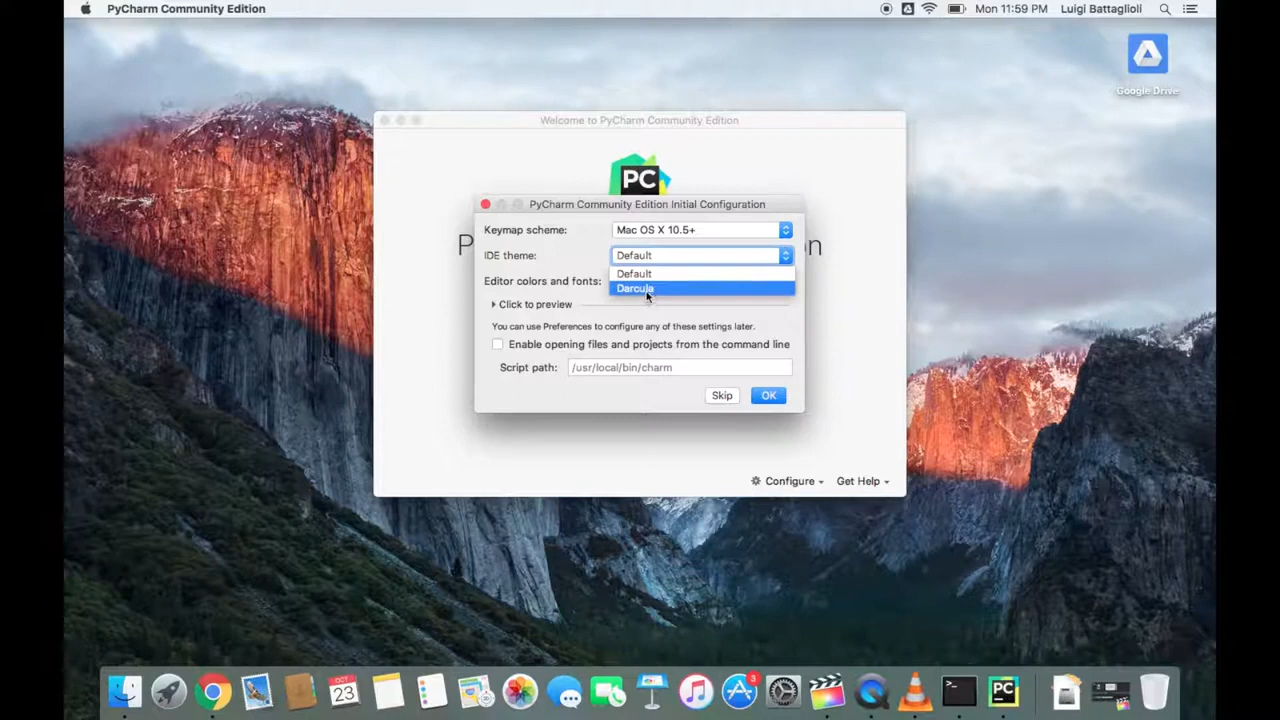 PyCharm Community Edition
Mon 11:59 PM
Luigi Battaglioli
Google Drive
Welcome to PyCharm Community Edition
PC
PyCharm Community Edition Initial Configuration
Keymap scheme:
Mac OS X 10.5+
IDE theme:
Default
Default
Darcula
Editor colors and fonts:
Click to preview
You can use Preferences to configure any of these settings later.
Enable opening files and projects from the command line
Script path:
/usr/local/bin/charm
Skip
OK
Configure
Get Help
OCT
23
3
>_
PC